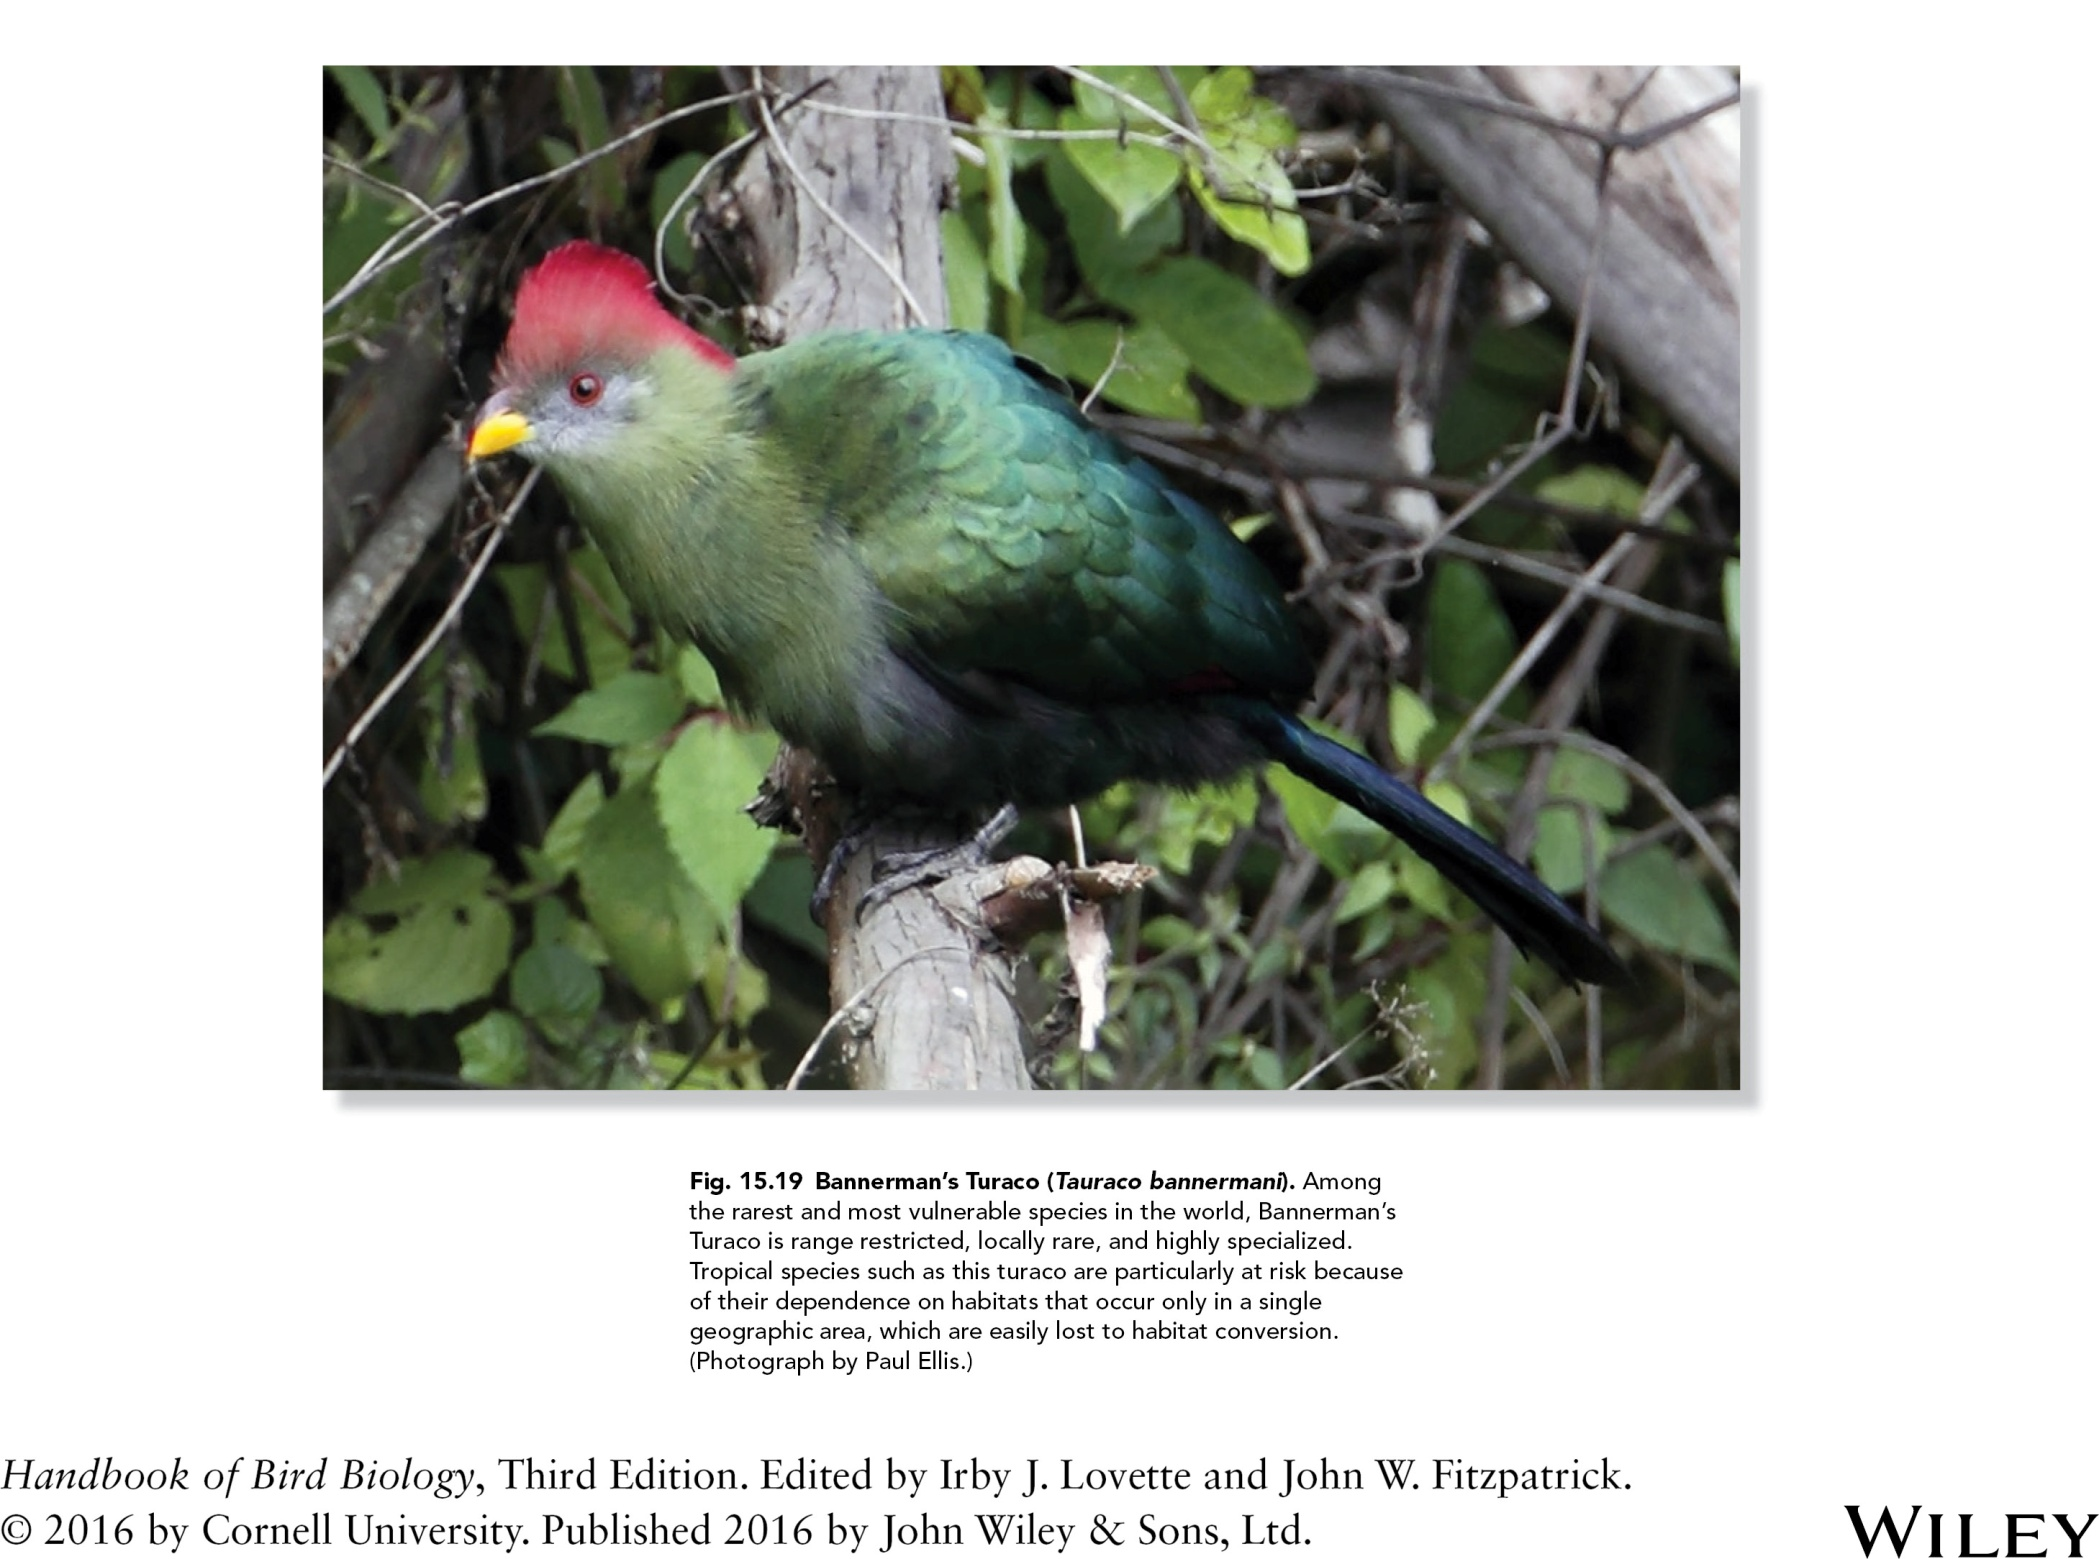 Fig. 15.19 Bannerman’s Turaco (Tauraco bannermani). Among
the rarest and most vulnerable species in the world, Bannerman’s
Turaco is range restricted, locally rare, and highly specialized.
Tropical species such as this turaco are particularly at risk because
of their dependence on habitats that occur only in a single
geographic area, which are easily lost to habitat conversion.
(Photograph by Paul Ellis.)
Handbook of Bird Biology, Third Edition. Edited by Irby J. Lovette and John W. Fitzpatrick.
© 2016 by Cornell University. Published 2016 by John Wiley & Sons, Ltd.
WILEY